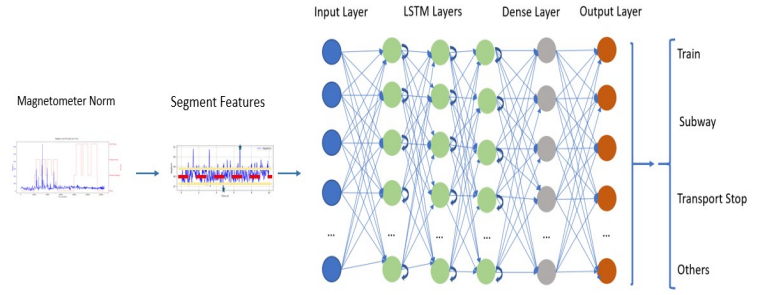 Input Layer
LSTM Layers
Dense Layer
Output Layer
Magnetometer Norm
Segment Features
Train
Subway
Transport Stop
Others
...
...
...
...
...
...